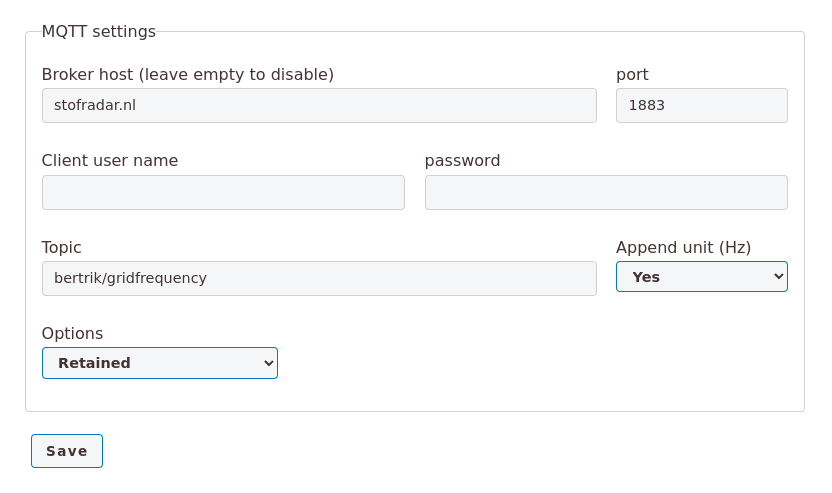 MQTT settings
Broker host (leave empty to disable) port
stofradar.nl 1883
Client user name password
Topic Append unit (Hz)
bertrik/gridfrequency Yes
Options
Retained
Save